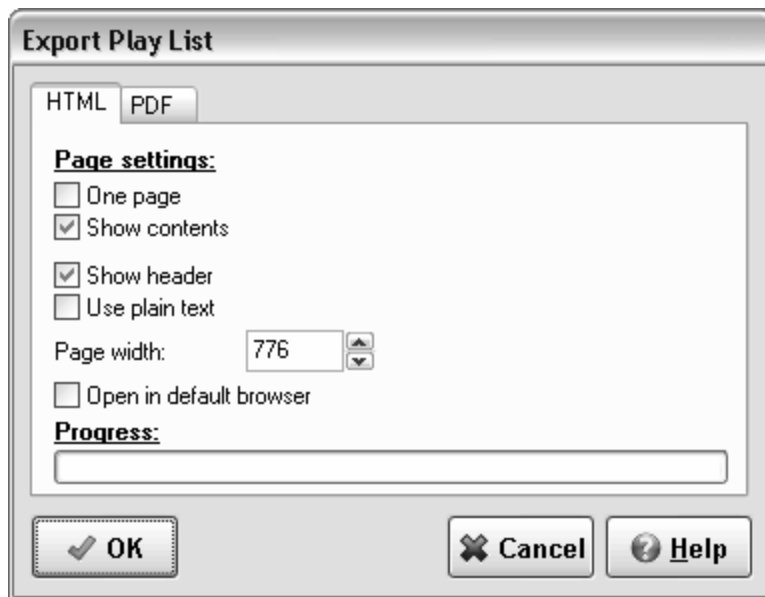 Export Play List
HTML PDF
Page settings:
One page
Show contents
Show header
Use plain text
Page width: 776
Open in default browser
Progress:
OK Cancel Help